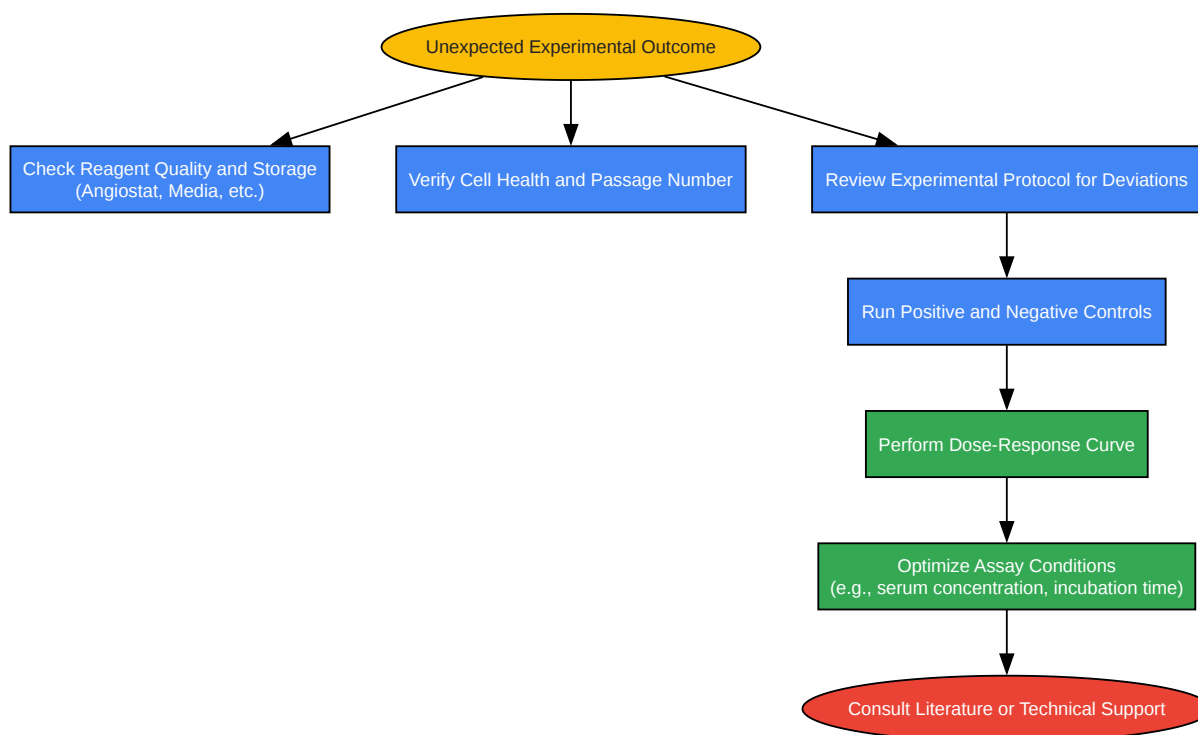 Unexpected Experimental Outcome
Check Reagent Quality and Storage
(Angiostat, Media, etc.)
Verify Cell Health and Passage Number
Review Experimental Protocol for Deviations
Run Positive and Negative Controls
Perform Dose-Response Curve
Optimize Assay Conditions
(e.g., serum concentration, incubation time)
Consult Literature or Technical Support